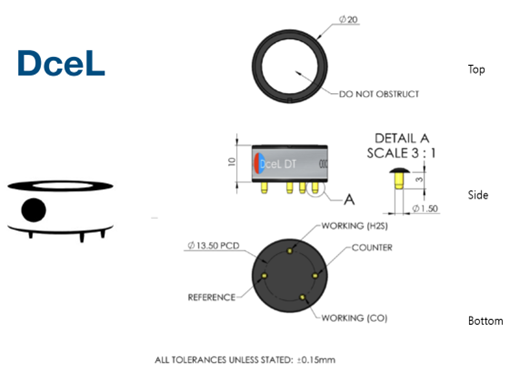 DceL
Ø20
Top
DO NOT OBSTRUCT
DETAIL A
SCALE 3 : 1
10
DceL DT
3
A
Side
Ø1.50
WORKING (H2S)
Ø13.50 PCD
COUNTER
REFERENCE
WORKING (CO)
Bottom
ALL TOLERANCES UNLESS STATED: ±0.15mm